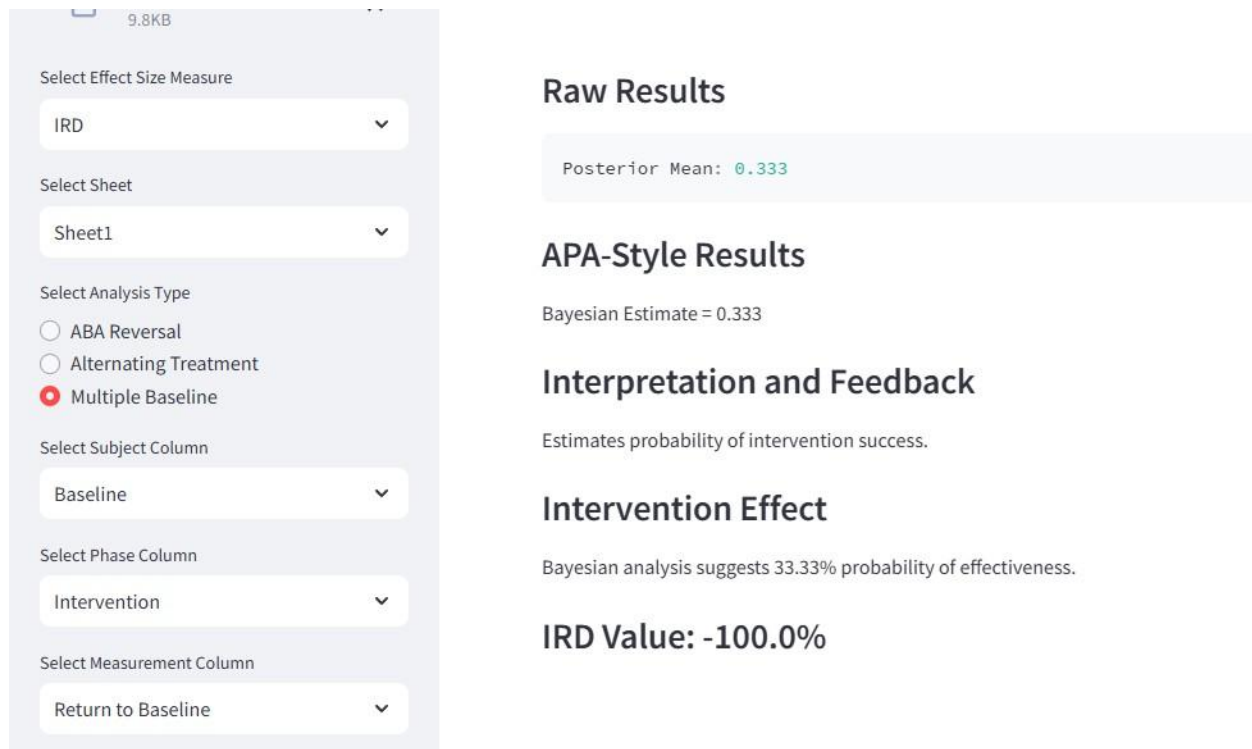 9.8KB
Select Effect Size Measure
IRD
Select Sheet
Sheet1
Select Analysis Type
ABA Reversal
Alternating Treatment
Multiple Baseline
Select Subject Column
Baseline
Select Phase Column
Intervention
Select Measurement Column
Return to Baseline
Raw Results
Posterior Mean: 0.333
APA-Style Results
Bayesian Estimate = 0.333
Interpretation and Feedback
Estimates probability of intervention success.
Intervention Effect
Bayesian analysis suggests 33.33% probability of effectiveness.
IRD Value: -100.0%